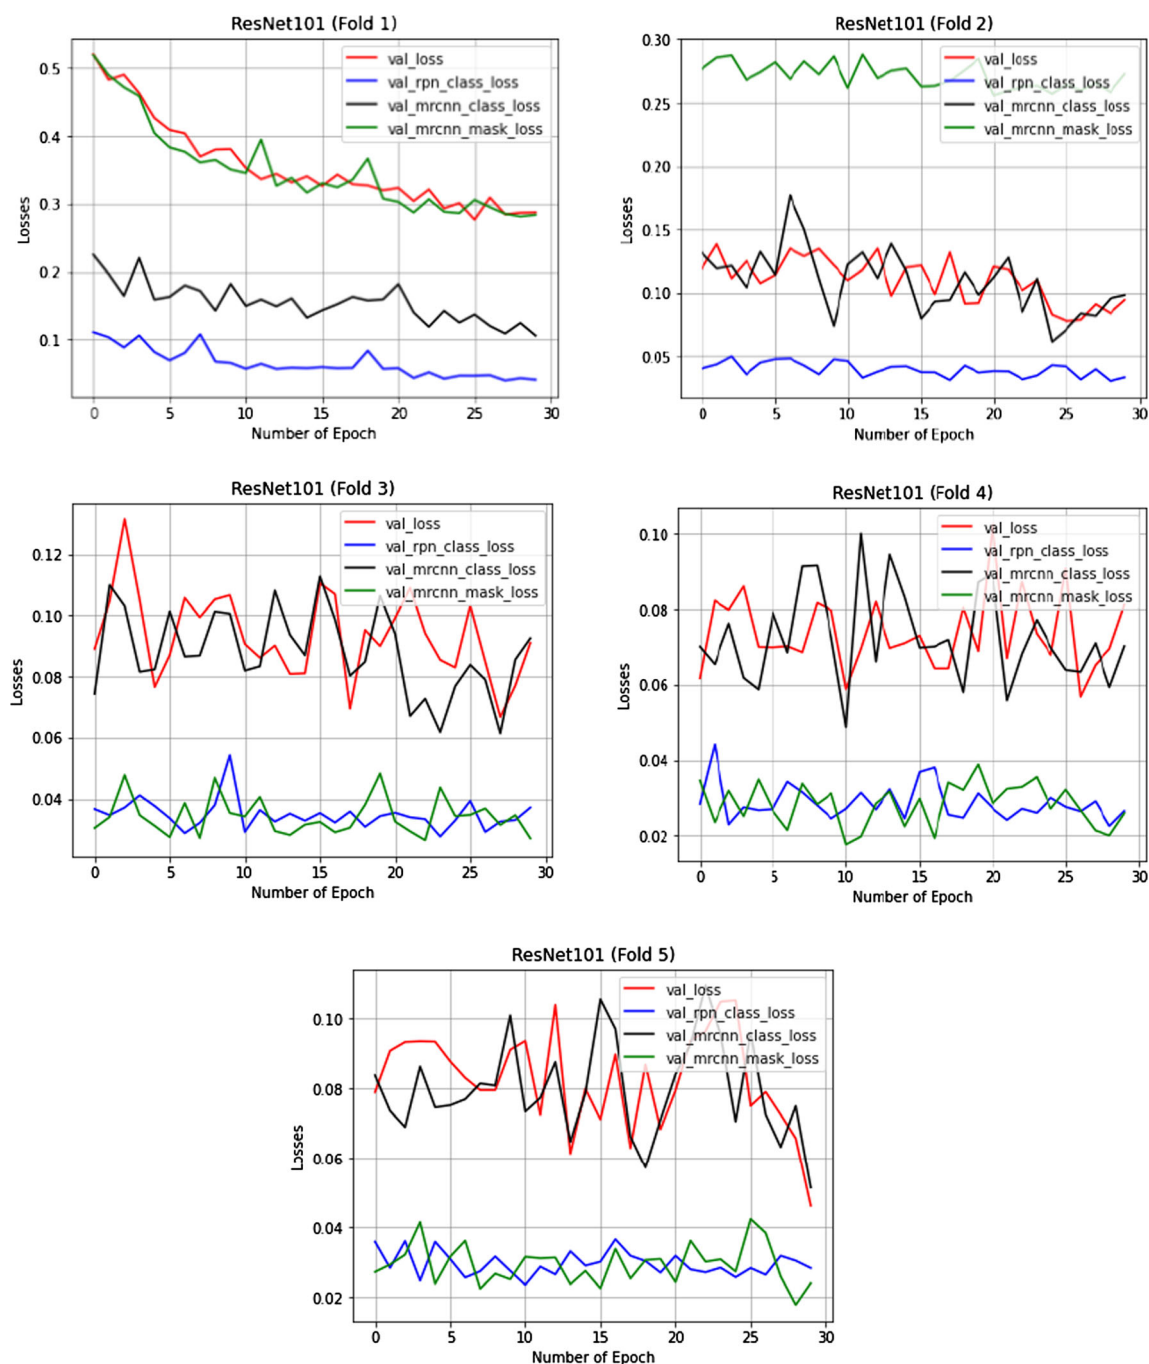 ResNet101 (Fold 1)
val_loss
val_rpn_class_loss
val_mrcnn_class_loss
val_mrcnn_mask_loss
0.5
0.4
0.3
0.2
0.1
Losses
0 5 10 15 20 25 30
Number of Epoch
ResNet101 (Fold 2)
val_loss
val_rpn_class_loss
val_mrcnn_class_loss
val_mrcnn_mask_loss
0.30
0.25
0.20
0.15
0.10
0.05
Losses
0 5 10 15 20 25 30
Number of Epoch
ResNet101 (Fold 3)
val_loss
val_rpn_class_loss
val_mrcnn_class_loss
val_mrcnn_mask_loss
0.12
0.10
0.08
0.06
0.04
Losses
0 5 10 15 20 25 30
Number of Epoch
ResNet101 (Fold 4)
val_loss
val_rpn_class_loss
val_mrcnn_class_loss
val_mrcnn_mask_loss
0.10
0.08
0.06
0.04
0.02
Losses
0 5 10 15 20 25 30
Number of Epoch
ResNet101 (Fold 5)
val_loss
val_rpn_class_loss
val_mrcnn_class_loss
val_mrcnn_mask_loss
0.10
0.08
0.06
0.04
0.02
Losses
0 5 10 15 20 25 30
Number of Epoch